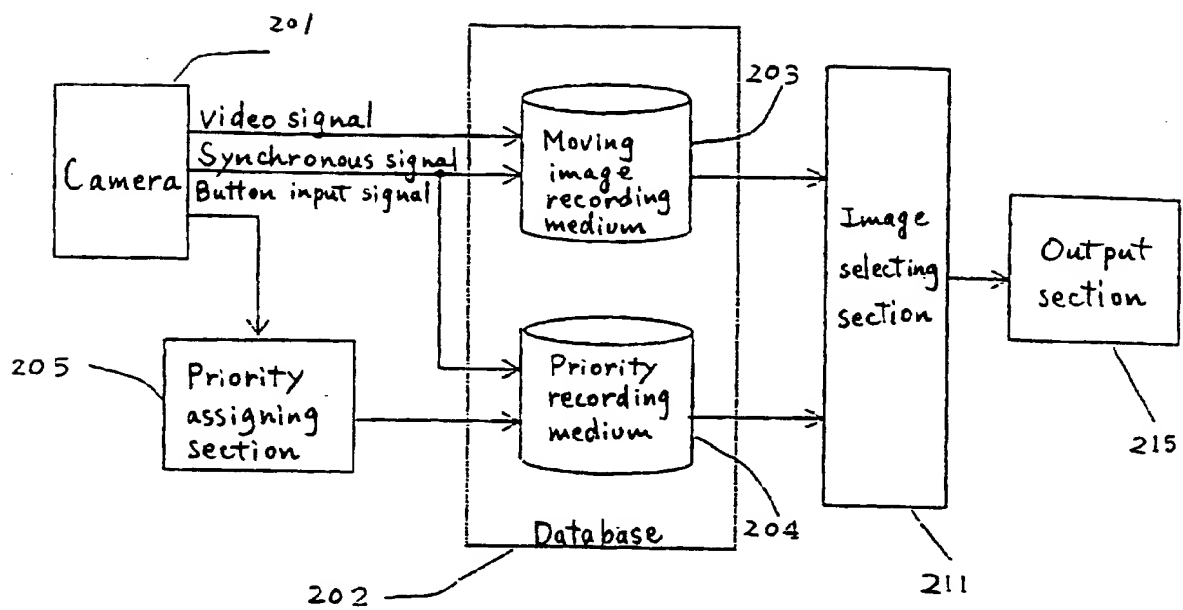 201
Camera
Video signal
Synchronous signal
Button input signal
203
Moving
image
recording
medium
Image
selecting
section
Output
section
215
205
Priority
assigning
section
Priority
recording
medium
204
Database
202
211